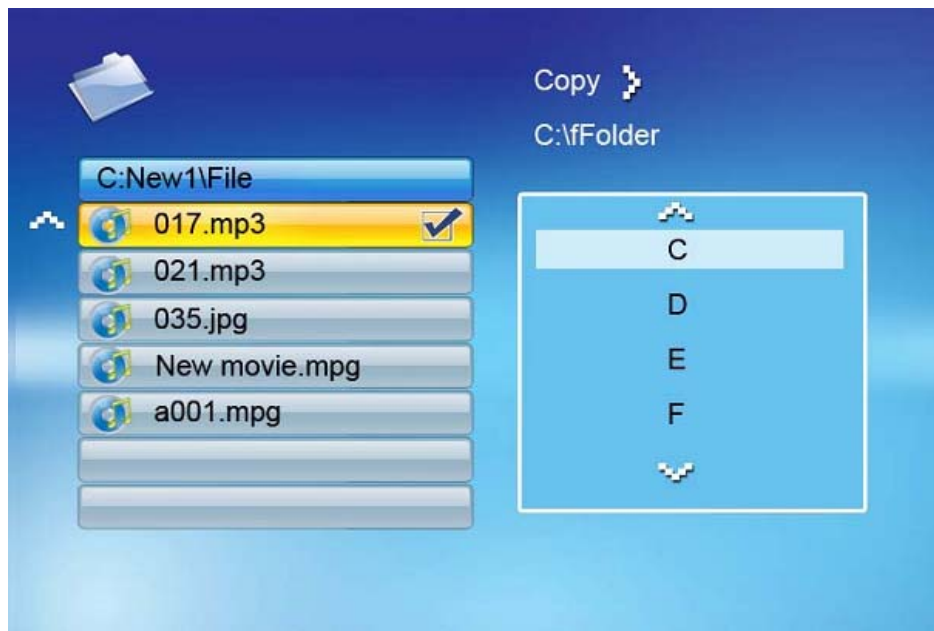 Copy
C:\fFolder
C:New1\File
017.mp3
021.mp3
035.jpg
New movie.mpg
a001.mpg
C
D
E
F